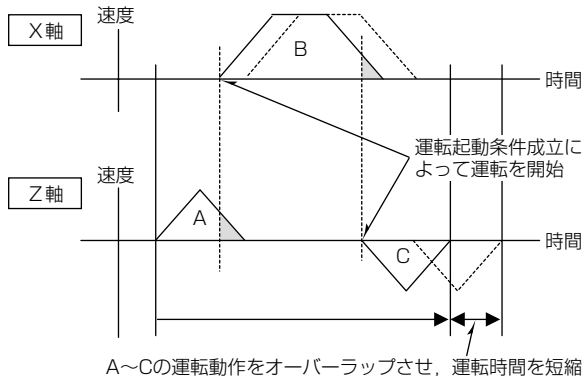 X軸
速度
B
時間
運転起動条件成立に
よって運転を開始
Z軸
速度
A
C
時間
A～Cの運転動作をオーバーラップさせ，運転時間を短縮